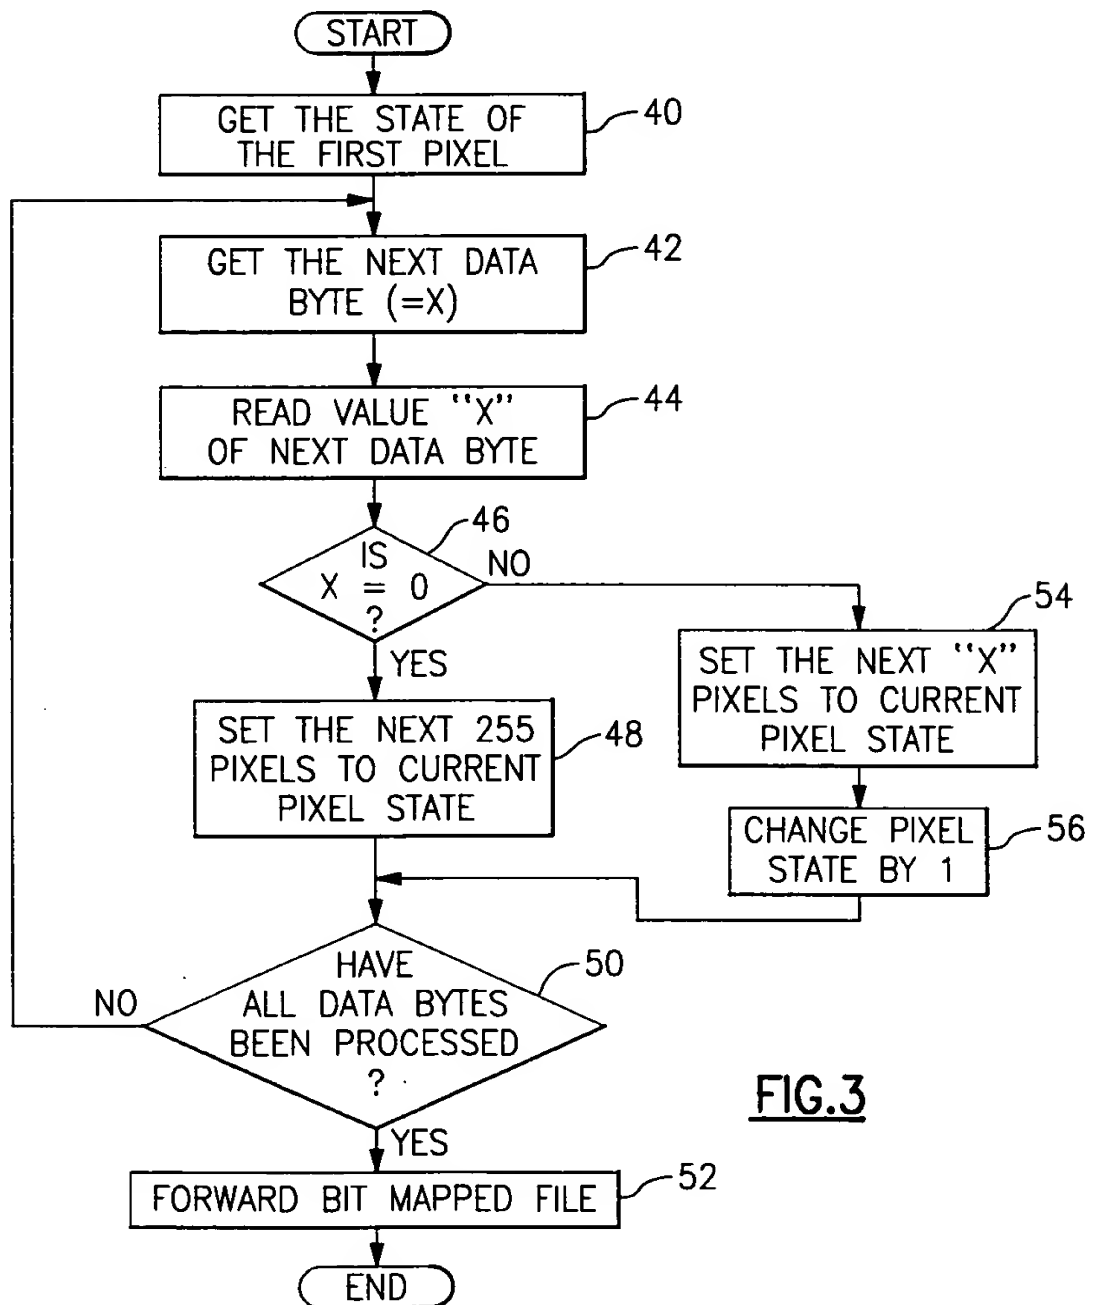 START
GET THE STATE OF
THE FIRST PIXEL
40
GET THE NEXT DATA
BYTE (=X)
42
READ VALUE "X"
OF NEXT DATA BYTE
44
IS
X = 0
?
46
NO
YES
SET THE NEXT "X"
PIXELS TO CURRENT
PIXEL STATE
54
SET THE NEXT 255
PIXELS TO CURRENT
PIXEL STATE
48
CHANGE PIXEL
STATE BY 1
56
HAVE
ALL DATA BYTES
BEEN PROCESSED
?
50
NO
YES
FIG.3
FORWARD BIT MAPPED FILE
52
END